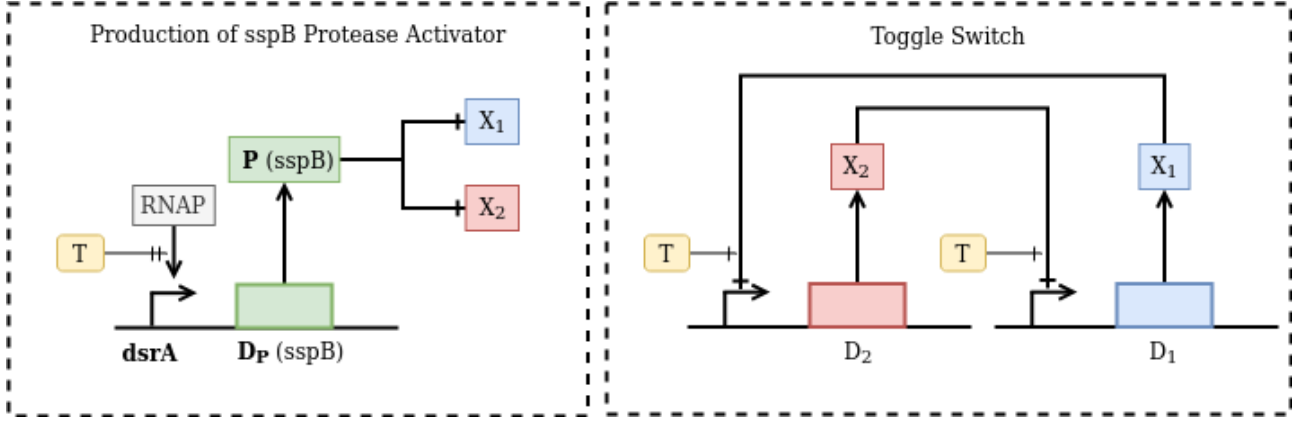 Production of sspB Protease Activator
X₁
P (sspB)
X₂
RNAP
T
dsrA
D_P (sspB)
Toggle Switch
X₂
X₁
T
T
D₂
D₁